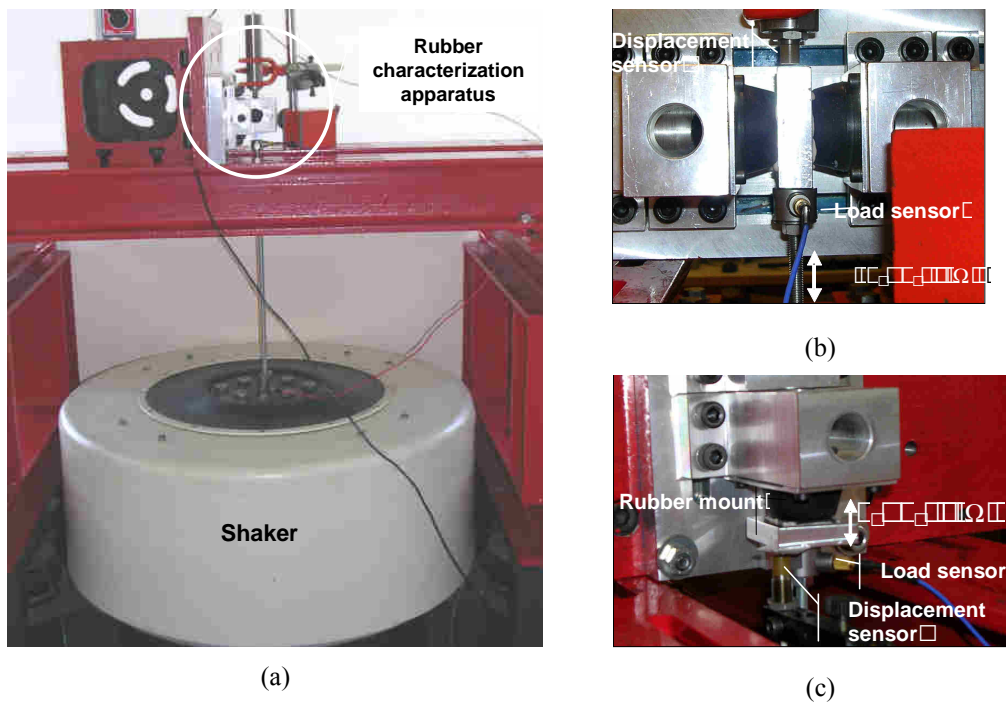 Rubber
characterization
apparatus
Shaker
(a)
Displacement
sensor
Load sensor
(b)
Rubber mount
Load sensor
Displacement
sensor
(c)